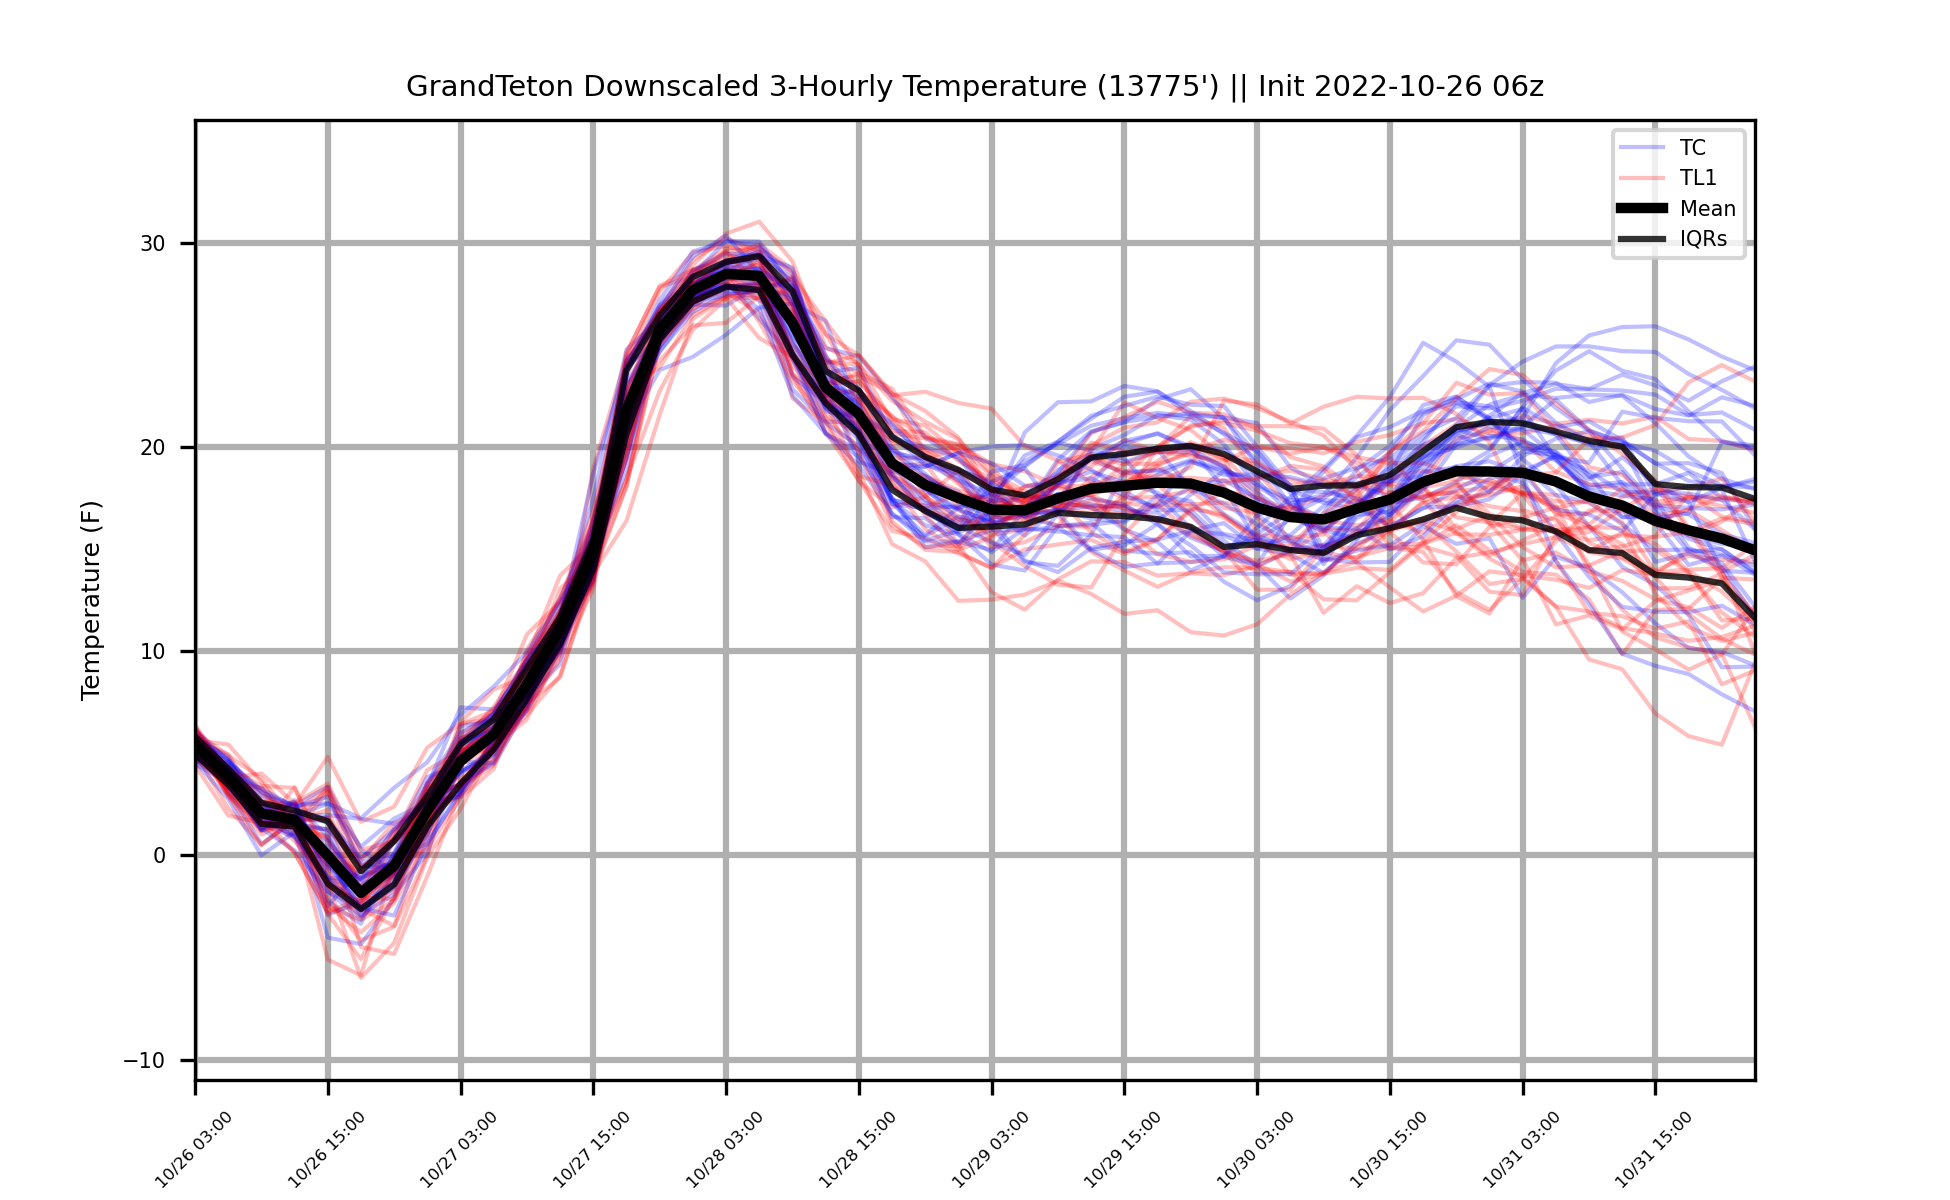 GrandTeton Downscaled 3-Hourly Temperature (13775') || Init 2022-10-26 06z
TC
TL1
Mean
IQRs
Temperature (F)
30
20
10
0
−10
10/26 03:00
10/26 15:00
10/27 03:00
10/27 15:00
10/28 03:00
10/28 15:00
10/29 03:00
10/29 15:00
10/30 03:00
10/30 15:00
10/31 03:00
10/31 15:00